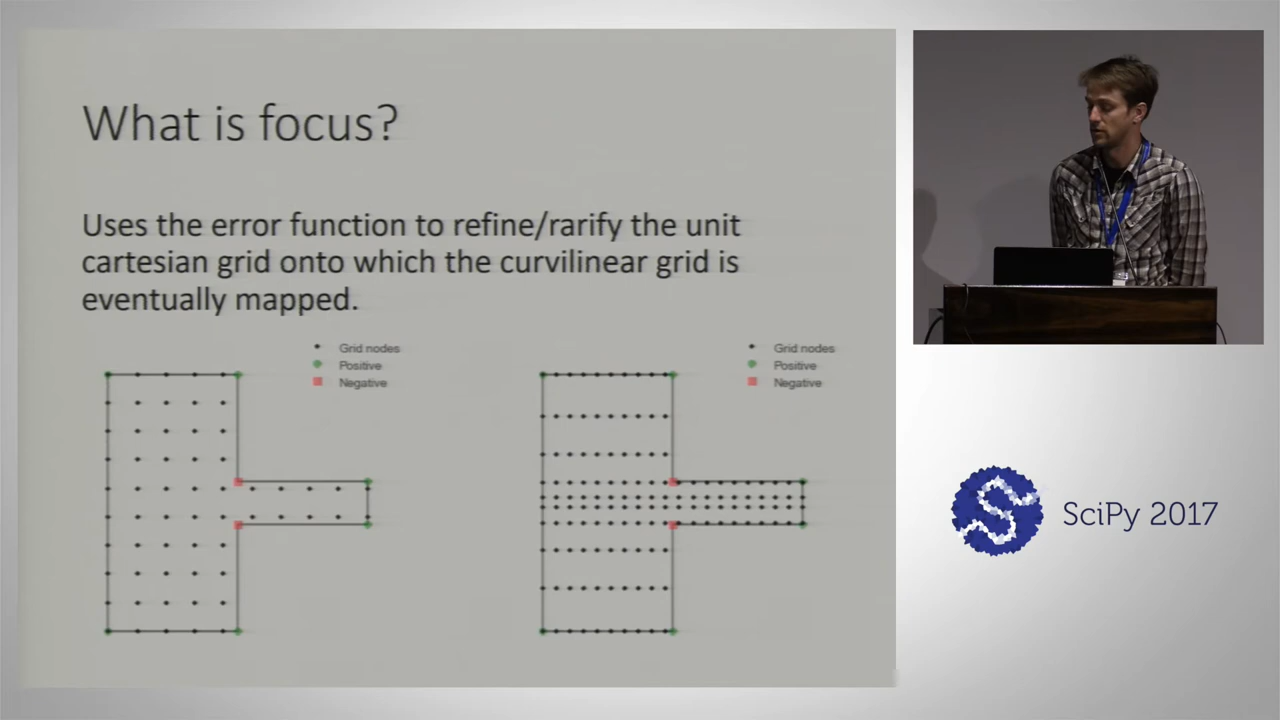 What is focus?
Uses the error function to refine/rarify the unit
cartesian grid onto which the curvilinear grid is
eventually mapped.
Grid nodes
Positive
Negative
Grid nodes
Positive
Negative
SciPy 2017